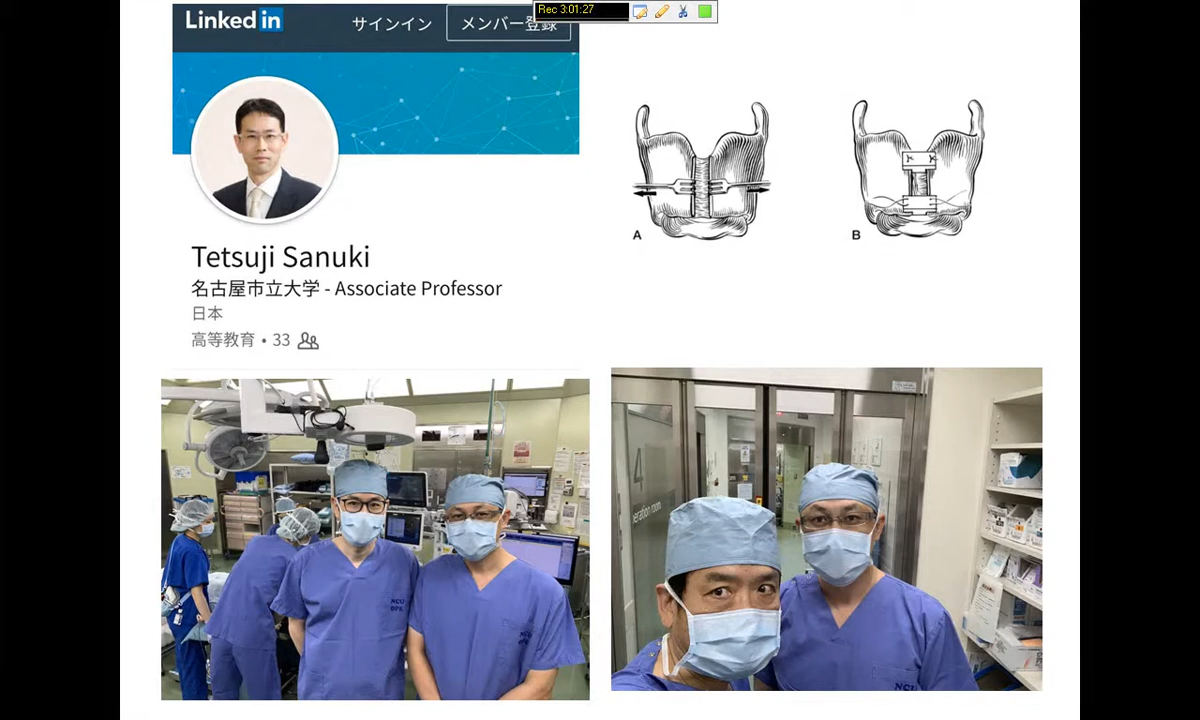 Rec 3:01:27
LinkedIn サインイン メンバー登録
Tetsuji Sanuki
名古屋市立大学 - Associate Professor
日本
高等教育 • 33
A B
4
eration room
NCU
NCU
NCU